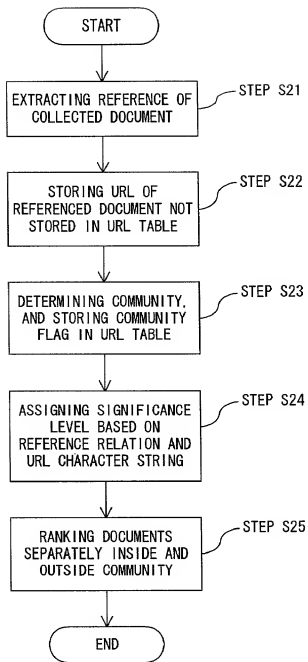 START
EXTRACTING REFERENCE OF
COLLECTED DOCUMENT
STEP S21
STORING URL OF
REFERENCED DOCUMENT NOT
STORED IN URL TABLE
STEP S22
DETERMINING COMMUNITY,
AND STORING COMMUNITY
FLAG IN URL TABLE
STEP S23
ASSIGNING SIGNIFICANCE
LEVEL BASED ON
REFERENCE RELATION AND
URL CHARACTER STRING
STEP S24
RANKING DOCUMENTS
SEPARATELY INSIDE AND
OUTSIDE COMMUNITY
STEP S25
END